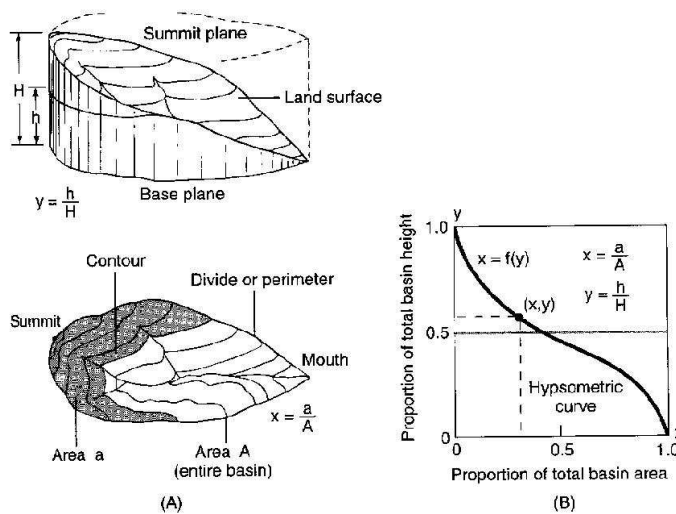 Summit plane
H
h
Land surface
Base plane
y = h/H
Contour
Divide or perimeter
Summit
Mouth
x = a/A
Area a
Area A
(entire basin)
(A)
y
1.0
x = f(y)
x = a/A
(x,y)
y = h/H
0.5
Hypsometric
curve
0
0.5
1.0
Proportion of total basin height
Proportion of total basin area
(B)